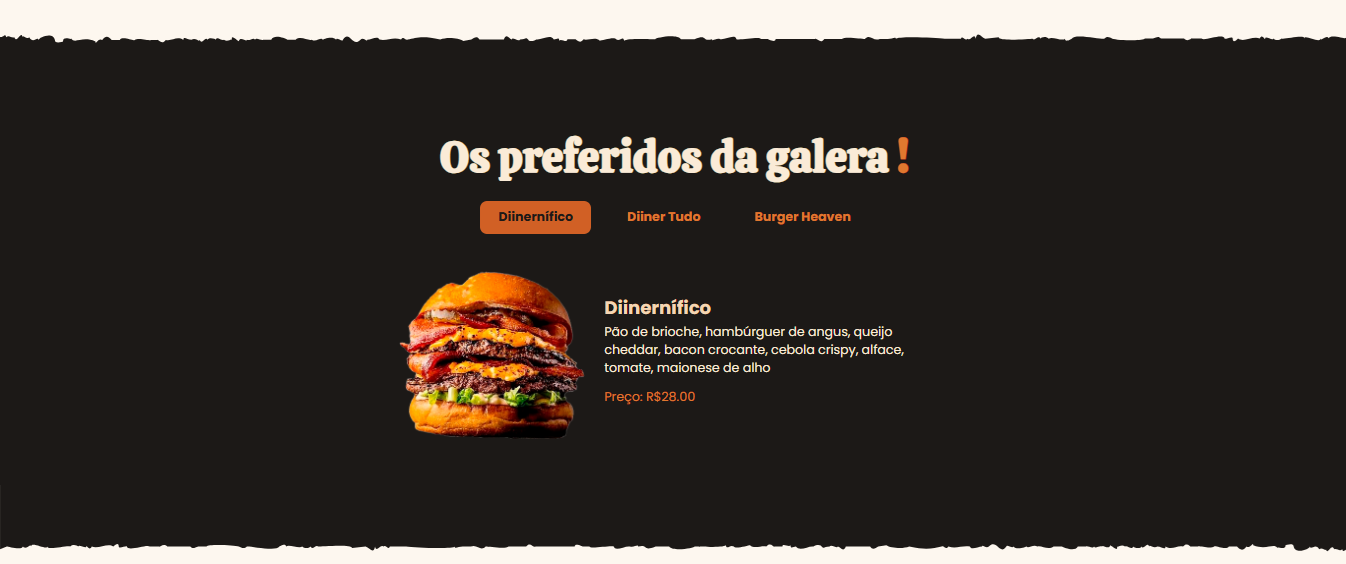 Os preferidos da galera !
Diinernífico Diiner Tudo Burger Heaven
Diinernífico
Pão de brioche, hambúrguer de angus, queijo
cheddar, bacon crocante, cebola crispy, alface,
tomate, maionese de alho
Preço: R$28.00